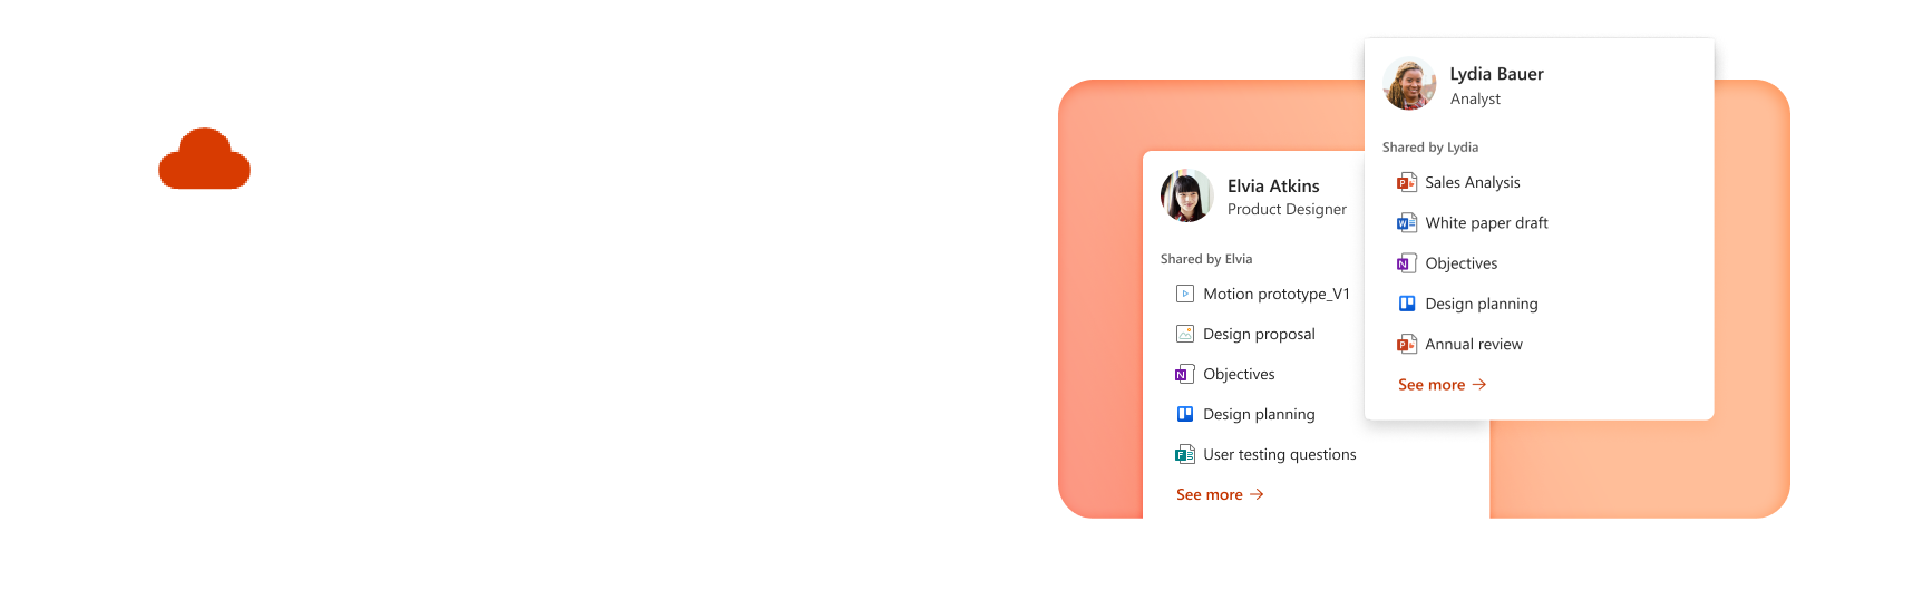 Elvia Atkins
Product Designer
Shared by Elvia
Motion prototype_V1
Design proposal
Objectives
Design planning
User testing questions
See more →
Lydia Bauer
Analyst
Shared by Lydia
Sales Analysis
White paper draft
Objectives
Design planning
Annual review
See more →